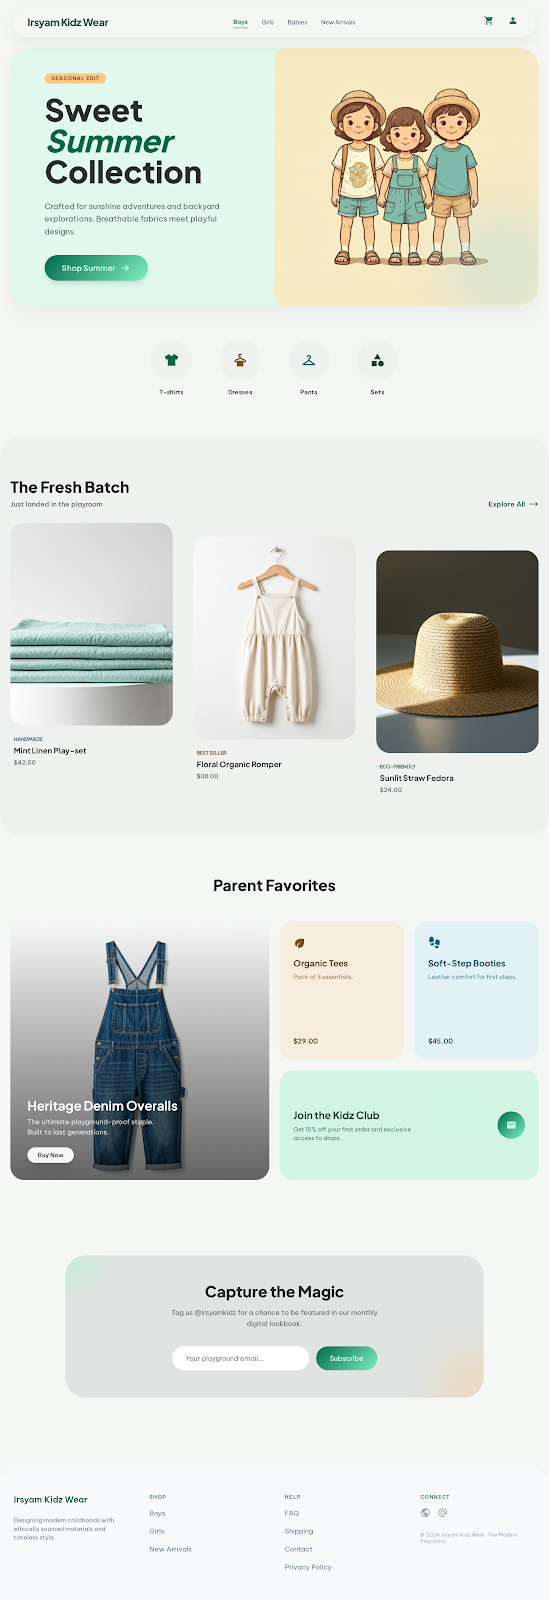 Irsyam Kidz Wear
Boys
Girls
Babies
New Arrivals
SEASONAL EDIT
Sweet
Summer
Collection
Crafted for sunshine adventures and backyard
explorations. Breathable fabrics meet playful
designs.
Shop Summer →
T-shirts
Dresses
Pants
Sets
The Fresh Batch
Just landed in the playroom
Explore All →
HANDMADE
Mint Linen Play-set
$42.00
BESTSELLER
Floral Organic Romper
$38.00
ECO-FRIENDLY
Sunlit Straw Fedora
$24.00
Parent Favorites
Heritage Denim Overalls
The ultimate playground-proof staple.
Built to last generations.
Buy Now
Organic Tees
Pack of 3 essentials.
$29.00
Soft-Step Booties
Leather comfort for first steps.
$45.00
Join the Kidz Club
Get 15% off your first order and exclusive
access to drops.
Capture the Magic
Tag us @irsyamkidz for a chance to be featured in our monthly
digital lookbook.
Your playground email...
Subscribe
Irsyam Kidz Wear
Designing modern childhoods with
ethically sourced materials and
timeless style.
SHOP
Boys
Girls
New Arrivals
HELP
FAQ
Shipping
Contact
Privacy Policy
CONNECT
© 2024 Irsyam Kidz Wear. The Modern
Playroom.